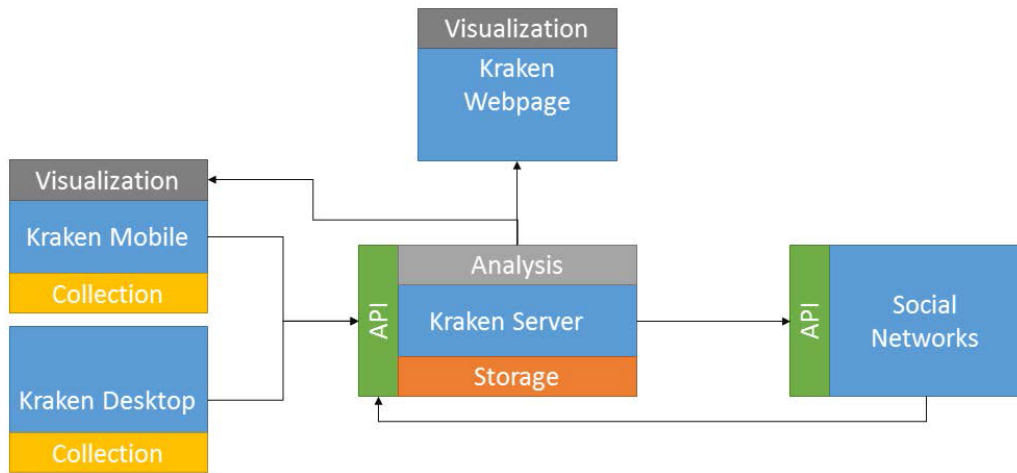 Visualization
Kraken
Webpage
Visualization
Kraken Mobile
Collection
Kraken Desktop
Collection
API
Analysis
Kraken Server
Storage
API
Social
Networks